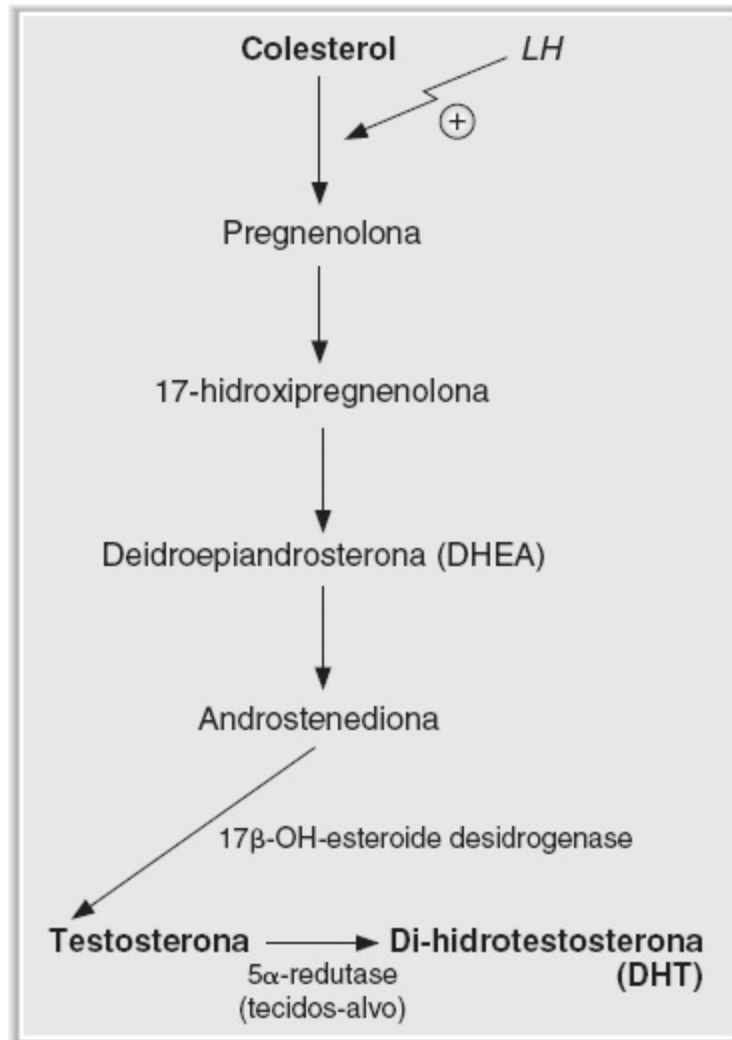 Colesterol
LH
+
Pregnenolona
17-hidroxipregnenolona
Deidroepiandrosterona (DHEA)
Androstenediona
17β-OH-esteroide desidrogenase
Testosterona
Di-hidrotestosterona
(DHT)
5α-redutase
(tecidos-alvo)